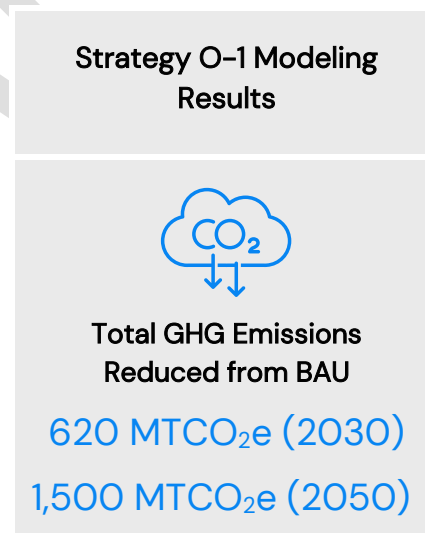 Strategy O-1 Modeling
Results
CO₂
Total GHG Emissions
Reduced from BAU
620 MTCO₂e (2030)
1,500 MTCO₂e (2050)